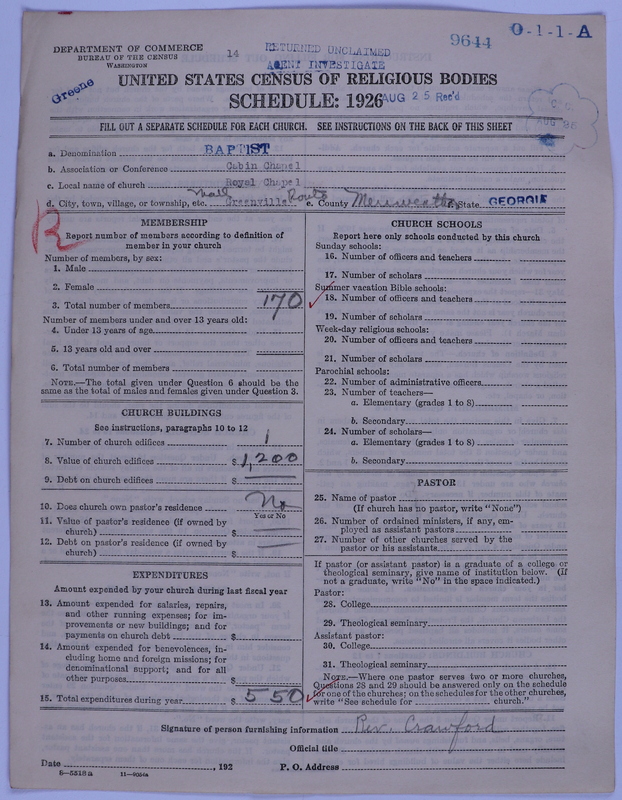 DEPARTMENT OF COMMERCE
BUREAU OF THE CENSUS
WASHINGTON
14
RETURNED UNCLAIMED
AGENT INVESTIGATE
9644
O-1-1-A
Greene
UNITED STATES CENSUS OF RELIGIOUS BODIES
SCHEDULE: 1926
AUG 25 Rec'd
C.C.
AUG 26
FILL OUT A SEPARATE SCHEDULE FOR EACH CHURCH. SEE INSTRUCTIONS ON THE BACK OF THIS SHEET
a. Denomination BAPTIST
b. Association or Conference Cabin Chapel
c. Local name of church Royal Chapel
d. City, town, village, or township, etc. Greenville Route e. County Meriweather f. State GEORGIA
R
MEMBERSHIP
Report number of members according to definition of
member in your church
Number of members, by sex:
1. Male
2. Female
3. Total number of members 170
Number of members under and over 13 years old:
4. Under 13 years of age
5. 13 years old and over
6. Total number of members
NOTE.—The total given under Question 6 should be the
same as the total of males and females given under Question 3.
CHURCH BUILDINGS
See instructions, paragraphs 10 to 12
7. Number of church edifices 1
8. Value of church edifices $ 1,200
9. Debt on church edifices $
10. Does church own pastor's residence No
Yes or No
11. Value of pastor's residence (if owned by
church) $
12. Debt on pastor's residence (if owned by
church) $
EXPENDITURES
Amount expended by your church during last fiscal year
13. Amount expended for salaries, repairs,
and other running expenses; for im-
provements or new buildings; and for
payments on church debt $
14. Amount expended for benevolences, in-
cluding home and foreign missions; for
denominational support; and for all
other purposes $
15. Total expenditures during year $ 550
CHURCH SCHOOLS
Report here only schools conducted by this church
Sunday schools:
16. Number of officers and teachers
17. Number of scholars
Summer vacation Bible schools:
18. Number of officers and teachers
19. Number of scholars
Week-day religious schools:
20. Number of officers and teachers
21. Number of scholars
Parochial schools:
22. Number of administrative officers
23. Number of teachers—
a. Elementary (grades 1 to 8)
b. Secondary
24. Number of scholars—
a. Elementary (grades 1 to 8)
b. Secondary
PASTOR
25. Name of pastor
(If church has no pastor, write "None")
26. Number of ordained ministers, if any, em-
ployed as assistant pastors
27. Number of other churches served by the
pastor or his assistants
If pastor (or assistant pastor) is a graduate of a college or
theological seminary, give name of institution below. (If
not a graduate, write "No" in the space indicated.)
Pastor:
28. College
29. Theological seminary
Assistant pastor:
30. College
31. Theological seminary
NOTE.—Where one pastor serves two or more churches,
Questions 28 and 29 should be answered only on the schedule
for one of the churches; on the schedules for the other churches,
write "See schedule for church."
Signature of person furnishing information Rev. Crawford
Official title
Date , 192 P. O. Address
8—5518a 11—9054a